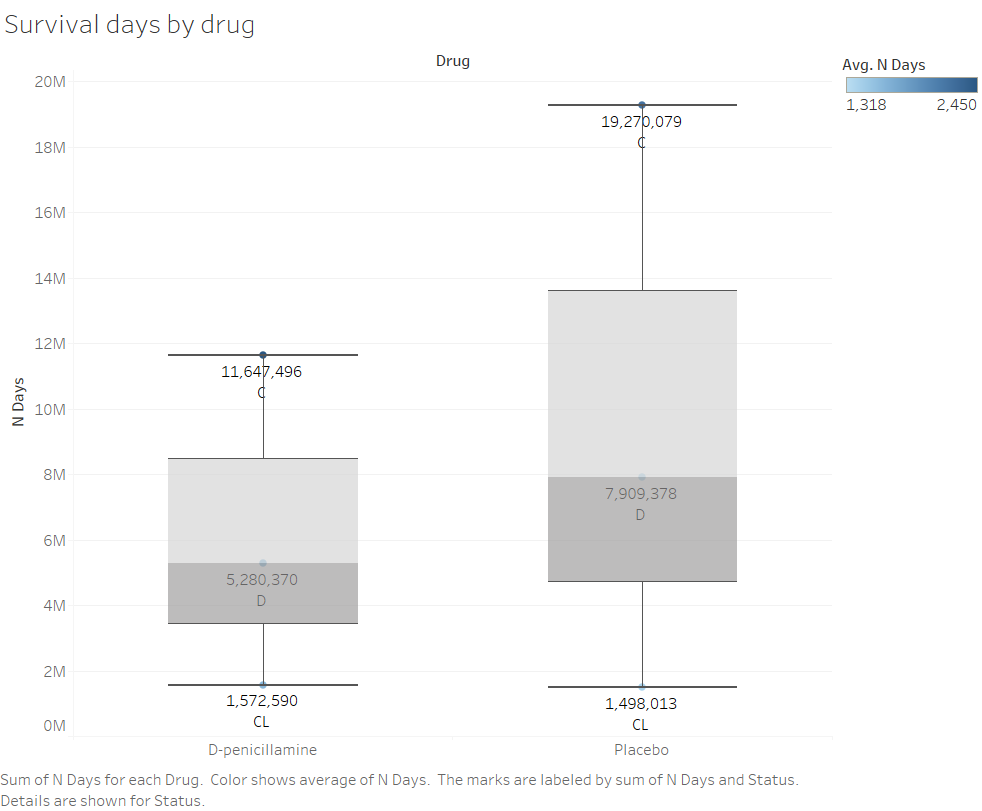 Survival days by drug
Drug
Avg. N Days
1,318 2,450
20M
18M
16M
14M
12M
10M
8M
6M
4M
2M
0M
N Days
19,270,079
C
11,647,496
C
7,909,378
D
5,280,370
D
1,572,590
CL
1,498,013
CL
D-penicillamine Placebo
Sum of N Days for each Drug. Color shows average of N Days. The marks are labeled by sum of N Days and Status.
Details are shown for Status.